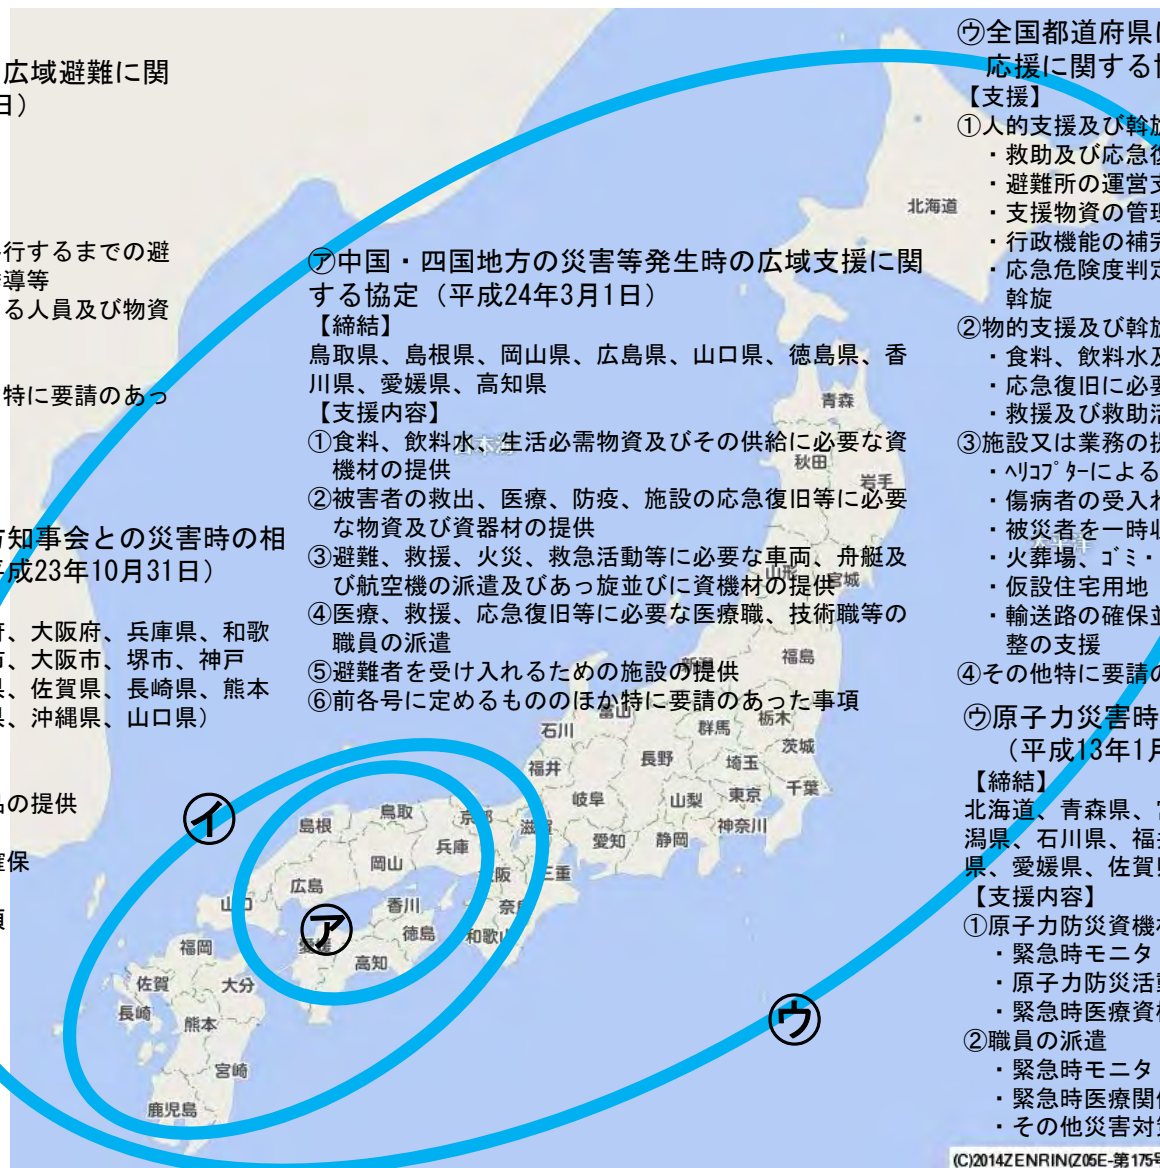 広域避難に関
日）
行するまでの避
導等
る人員及び物資
特に要請のあっ
方知事会との災害時の相
平成23年10月31日）
府、大阪府、兵庫県、和歌
市、大阪市、堺市、神戸
県、佐賀県、長崎県、熊本
県、沖縄県、山口県）
品の提供
確保
項
㋐中国・四国地方の災害等発生時の広域支援に関
する協定（平成24年3月1日）
【締結】
鳥取県、島根県、岡山県、広島県、山口県、徳島県、香
川県、愛媛県、高知県
【支援内容】
①食料、飲料水、生活必需物資及びその供給に必要な資
機材の提供
②被害者の救出、医療、防疫、施設の応急復旧等に必要
な物資及び資器材の提供
③避難、救援、火災、救急活動等に必要な車両、舟艇及
び航空機の派遣及びあっ旋並びに資機材の提供
④医療、救援、応急復旧等に必要な医療職、技術職等の
職員の派遣
⑤避難者を受け入れるための施設の提供
⑥前各号に定めるもののほか特に要請のあった事項
㋒全国都道府県に
応援に関する協
【支援】
①人的支援及び斡旋
・救助及び応急復
・避難所の運営支
・支援物資の管理
・行政機能の補完
・応急危険度判定
斡旋
②物的支援及び斡旋
・食料、飲料水及
・応急復旧に必要
・救援及び救助活
③施設又は業務の提
・ヘリコプターによる
・傷病者の受入れ
・被災者を一時収
・火葬場、ゴミ・
・仮設住宅用地
・輸送路の確保並
整の支援
④その他特に要請の
㋒原子力災害時
（平成13年1月
【締結】
北海道、青森県、宮
潟県、石川県、福井
県、愛媛県、佐賀県
【支援内容】
①原子力防災資機材
・緊急時モニタ
・原子力防災活動
・緊急時医療資機
②職員の派遣
・緊急時モニタ
・緊急時医療関係
・その他災害対策
北海道
青森
秋田
岩手
山形
宮城
新潟
福島
富山
石川
群馬
栃木
茨城
福井
長野
埼玉
岐阜
山梨
東京
千葉
愛知
静岡
神奈川
鳥取
島根
京都
滋賀
兵庫
岡山
大阪
三重
広島
山口
香川
奈良
徳島
和歌山
愛媛
高知
福岡
佐賀
大分
長崎
熊本
宮崎
鹿児島
㋑
㋐
㋒
(C)2014ZENRIN(Z05E-第175号